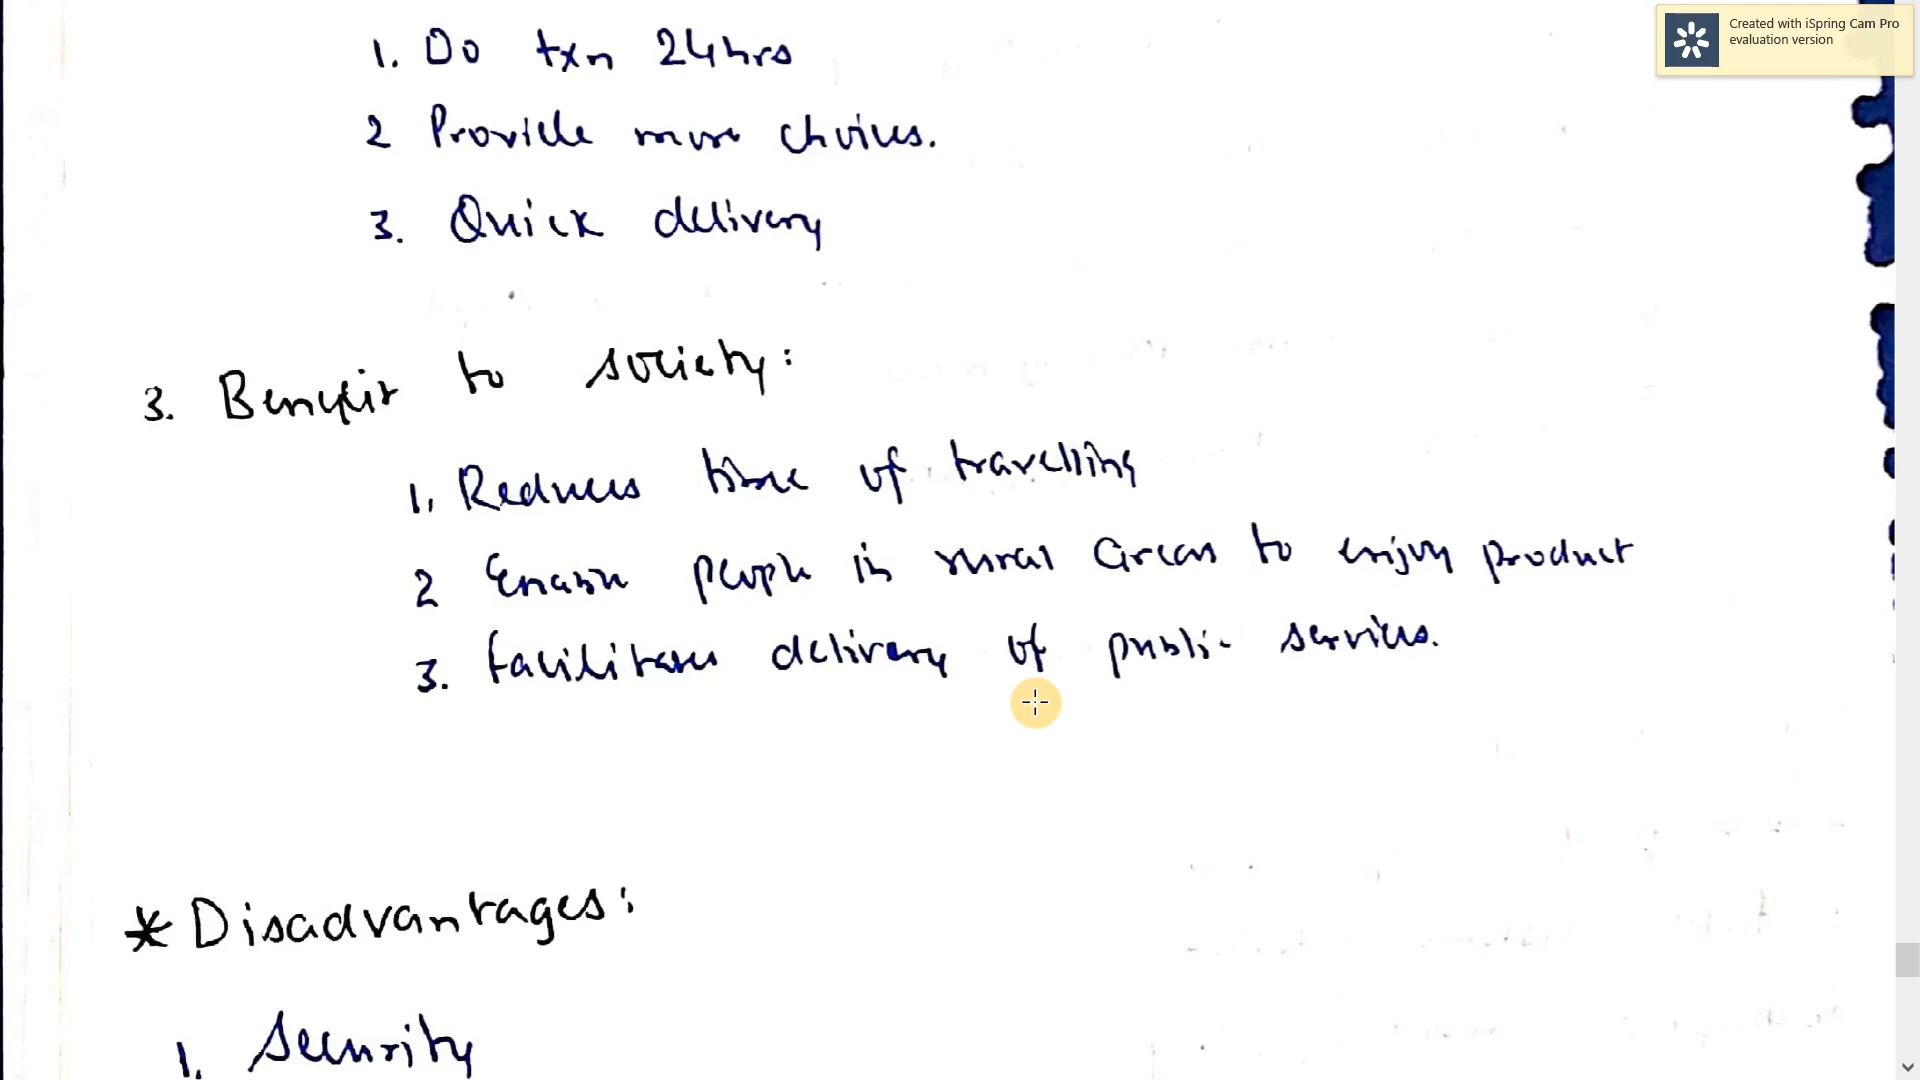 Created with iSpring Cam Pro
evaluation version
1. Do txn 24hrs
2 Provide more choices.
3. Quick delivery
3. Benefit to society:
1. Reduces time of travelling
2 Enable people in rural areas to enjoy product
3. Facilitates delivery of public services.
* Disadvantages:
1. Security